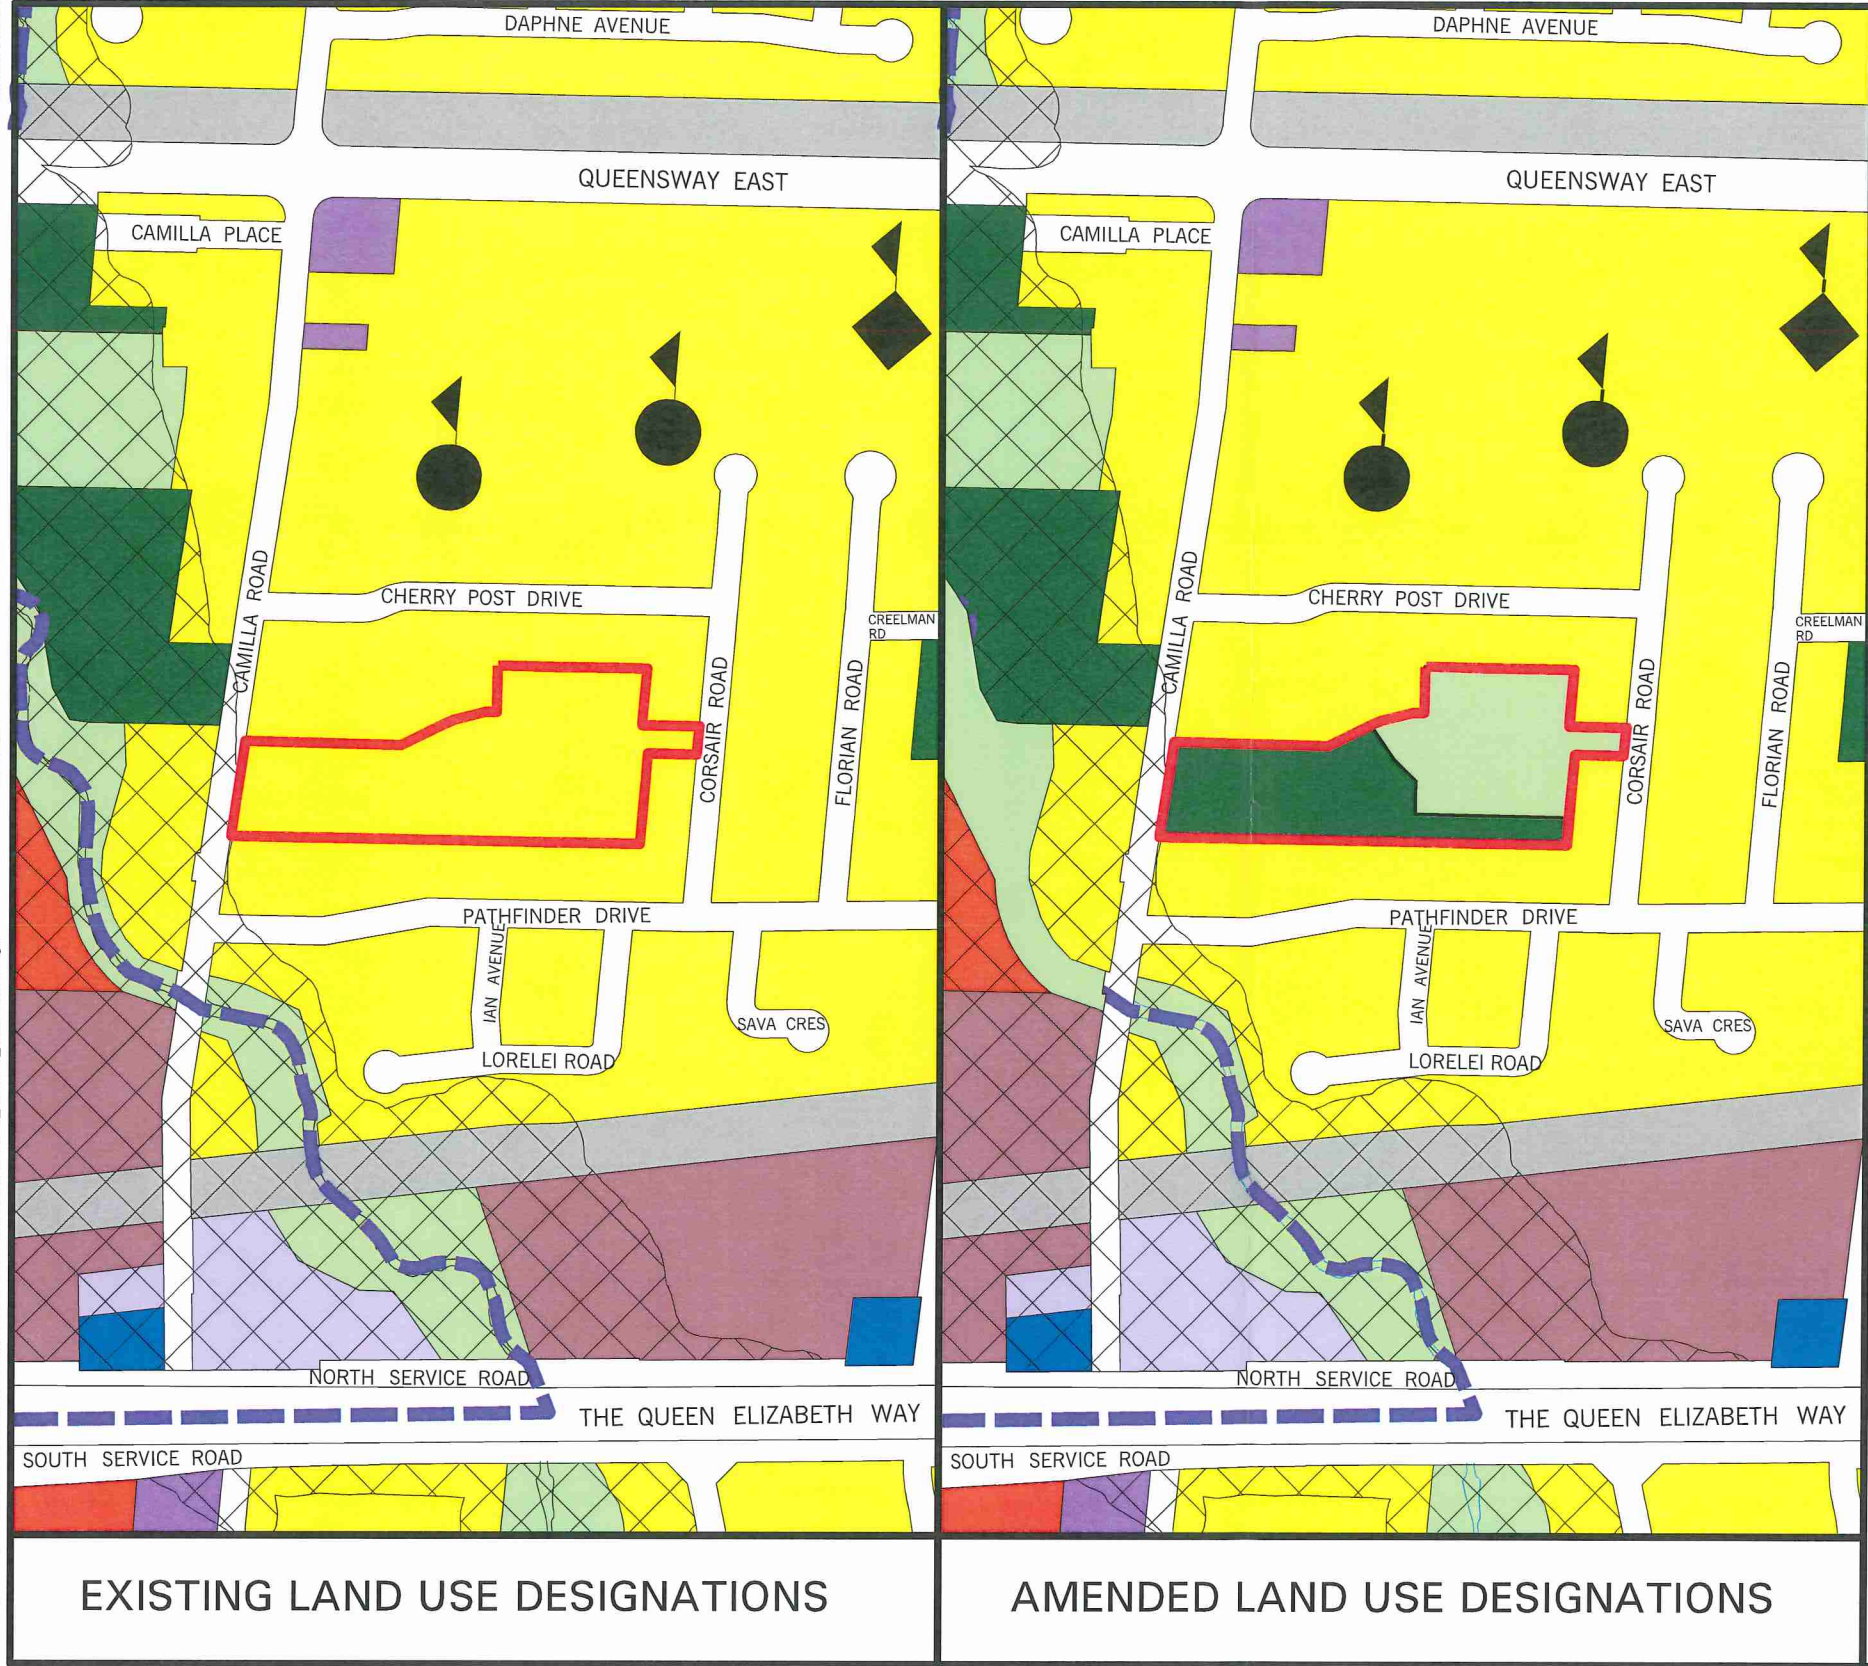 DAPHNE AVENUE
QUEENSWAY EAST
CAMILLA PLACE
CAMILLA ROAD
CHERRY POST DRIVE
CREELMAN
RD
CORSAIR ROAD
FLORIAN ROAD
PATHFINDER DRIVE
IAN AVENUE
SAVA CRES
LORELEI ROAD
NORTH SERVICE ROAD
THE QUEEN ELIZABETH WAY
SOUTH SERVICE ROAD
EXISTING LAND USE DESIGNATIONS
DAPHNE AVENUE
QUEENSWAY EAST
CAMILLA PLACE
CAMILLA ROAD
CHERRY POST DRIVE
CREELMAN
RD
CORSAIR ROAD
FLORIAN ROAD
PATHFINDER DRIVE
IAN AVENUE
SAVA CRES
LORELEI ROAD
NORTH SERVICE ROAD
THE QUEEN ELIZABETH WAY
SOUTH SERVICE ROAD
AMENDED LAND USE DESIGNATIONS